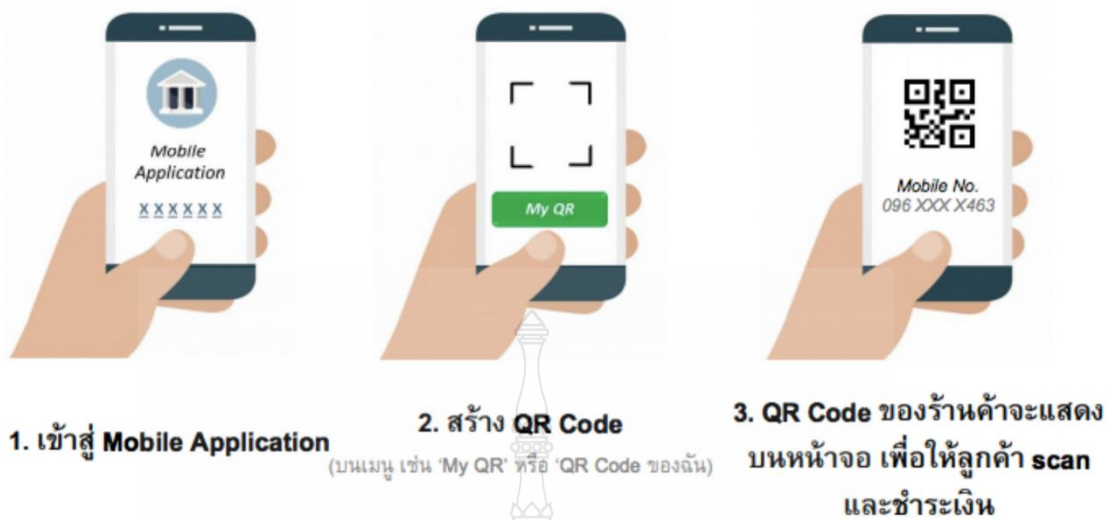 Mobile
Application
X X X X X X
My QR
Mobile No.
096 XXX X463
1. เข้าสู่ Mobile Application
2. สร้าง QR Code
(บนเมนู เช่น ‘My QR’ หรือ ‘QR Code ของฉัน)
3. QR Code ของร้านค้าจะแสดง
บนหน้าจอ เพื่อให้ลูกค้า scan
และชำระเงิน